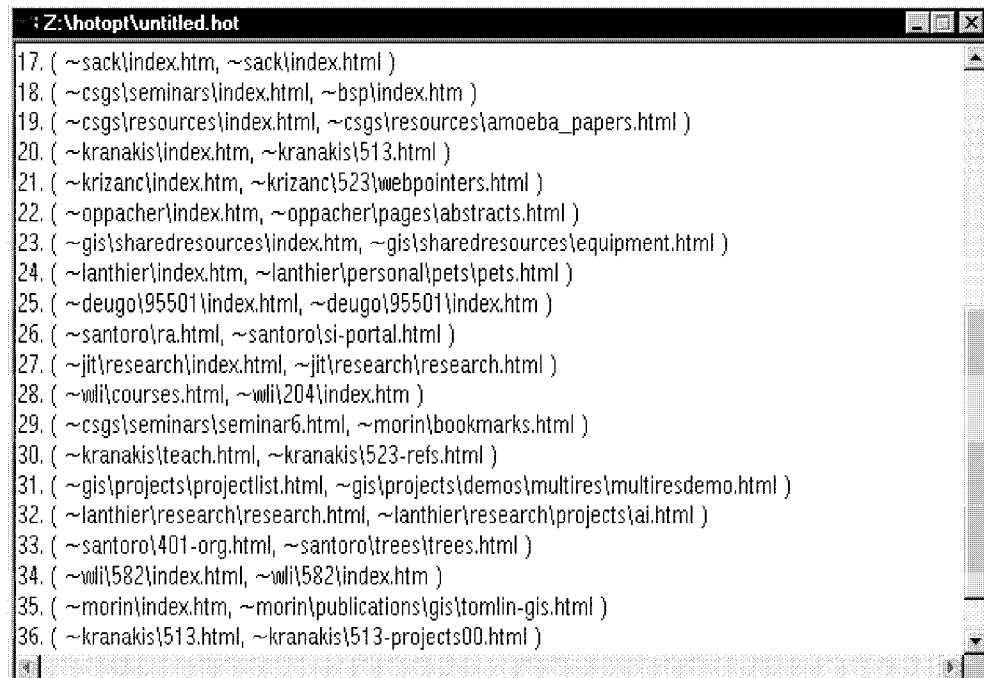 Z:\hotopt\untitled.hot
17. ( ~sack\index.htm, ~sack\index.html )
18. ( ~csgs\seminars\index.html, ~bsp\index.htm )
19. ( ~csgs\resources\index.html, ~csgs\resources\amoeba_papers.html )
20. ( ~kranakis\index.htm, ~kranakis\513.html )
21. ( ~krizanc\index.htm, ~krizanc\523\webpointers.html )
22. ( ~oppacher\index.htm, ~oppacher\pages\abstracts.html )
23. ( ~gis\sharedresources\index.htm, ~gis\sharedresources\equipment.html )
24. ( ~lanthier\index.htm, ~lanthier\personal\pets\pets.html )
25. ( ~deugo\95501\index.html, ~deugo\95501\index.htm )
26. ( ~santoro\ra.html, ~santoro\si-portal.html )
27. ( ~jit\research\index.html, ~jit\research\research.html )
28. ( ~wli\courses.html, ~wli\204\index.htm )
29. ( ~csgs\seminars\seminar6.html, ~morin\bookmarks.html )
30. ( ~kranakis\teach.html, ~kranakis\523-refs.html )
31. ( ~gis\projects\projectlist.html, ~gis\projects\demos\multires\multiresdemo.html )
32. ( ~lanthier\research\research.html, ~lanthier\research\projects\ai.html )
33. ( ~santoro\401-org.html, ~santoro\trees\trees.html )
34. ( ~wli\582\index.html, ~wli\582\index.htm )
35. ( ~morin\index.htm, ~morin\publications\gis\tomlin-gis.html )
36. ( ~kranakis\513.html, ~kranakis\513-projects00.html )